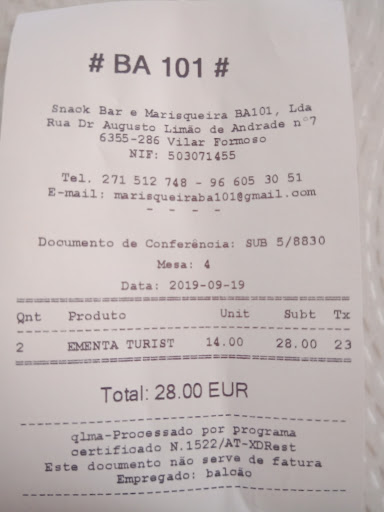 # BA 101 #
Snack Bar e Marisqueira BA101, Lda
Rua Dr Augusto Limão de Andrade nº7
6355-286 Vilar Formoso
NIF: 503071455
Tel. 271 512 748 - 96 605 30 51
E-mail: marisqueiraba101@gmail.com
- - - -
Documento de Conferência: SUB 5/8830
Mesa: 4
Data: 2019-09-19
Qnt Produto Unit Subt Tx
2 EMENTA TURIST 14.00 28.00 23
Total: 28.00 EUR
qlma-Processado por programa
certificado N.1522/AT-XDRest
Este documento não serve de fatura
Empregado: balcão